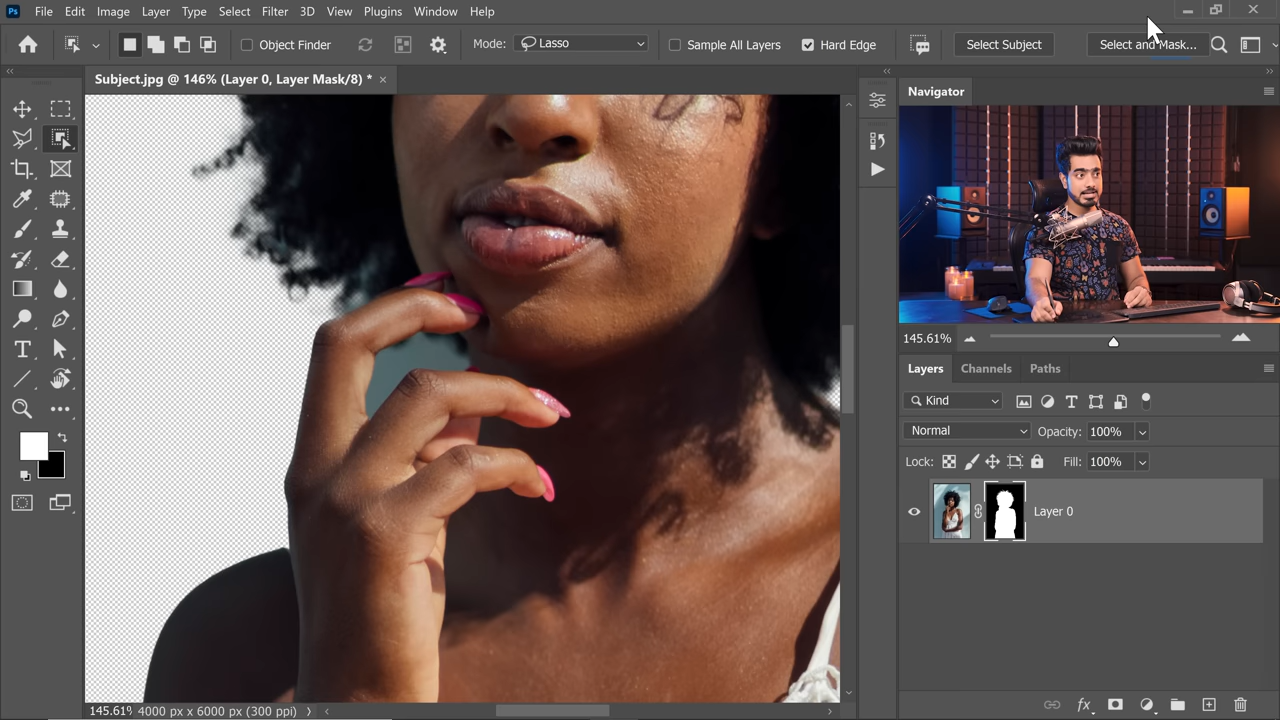 Ps File Edit Image Layer Type Select Filter 3D View Plugins Window Help
Object Finder Mode: Lasso Sample All Layers Hard Edge Select Subject Select and Mask...
Subject.jpg @ 146% (Layer 0, Layer Mask/8) * ×
Navigator
145.61%
Layers Channels Paths
Kind
Normal Opacity: 100%
Lock: Fill: 100%
Layer 0
145.61% 4000 px x 6000 px (300 ppi)